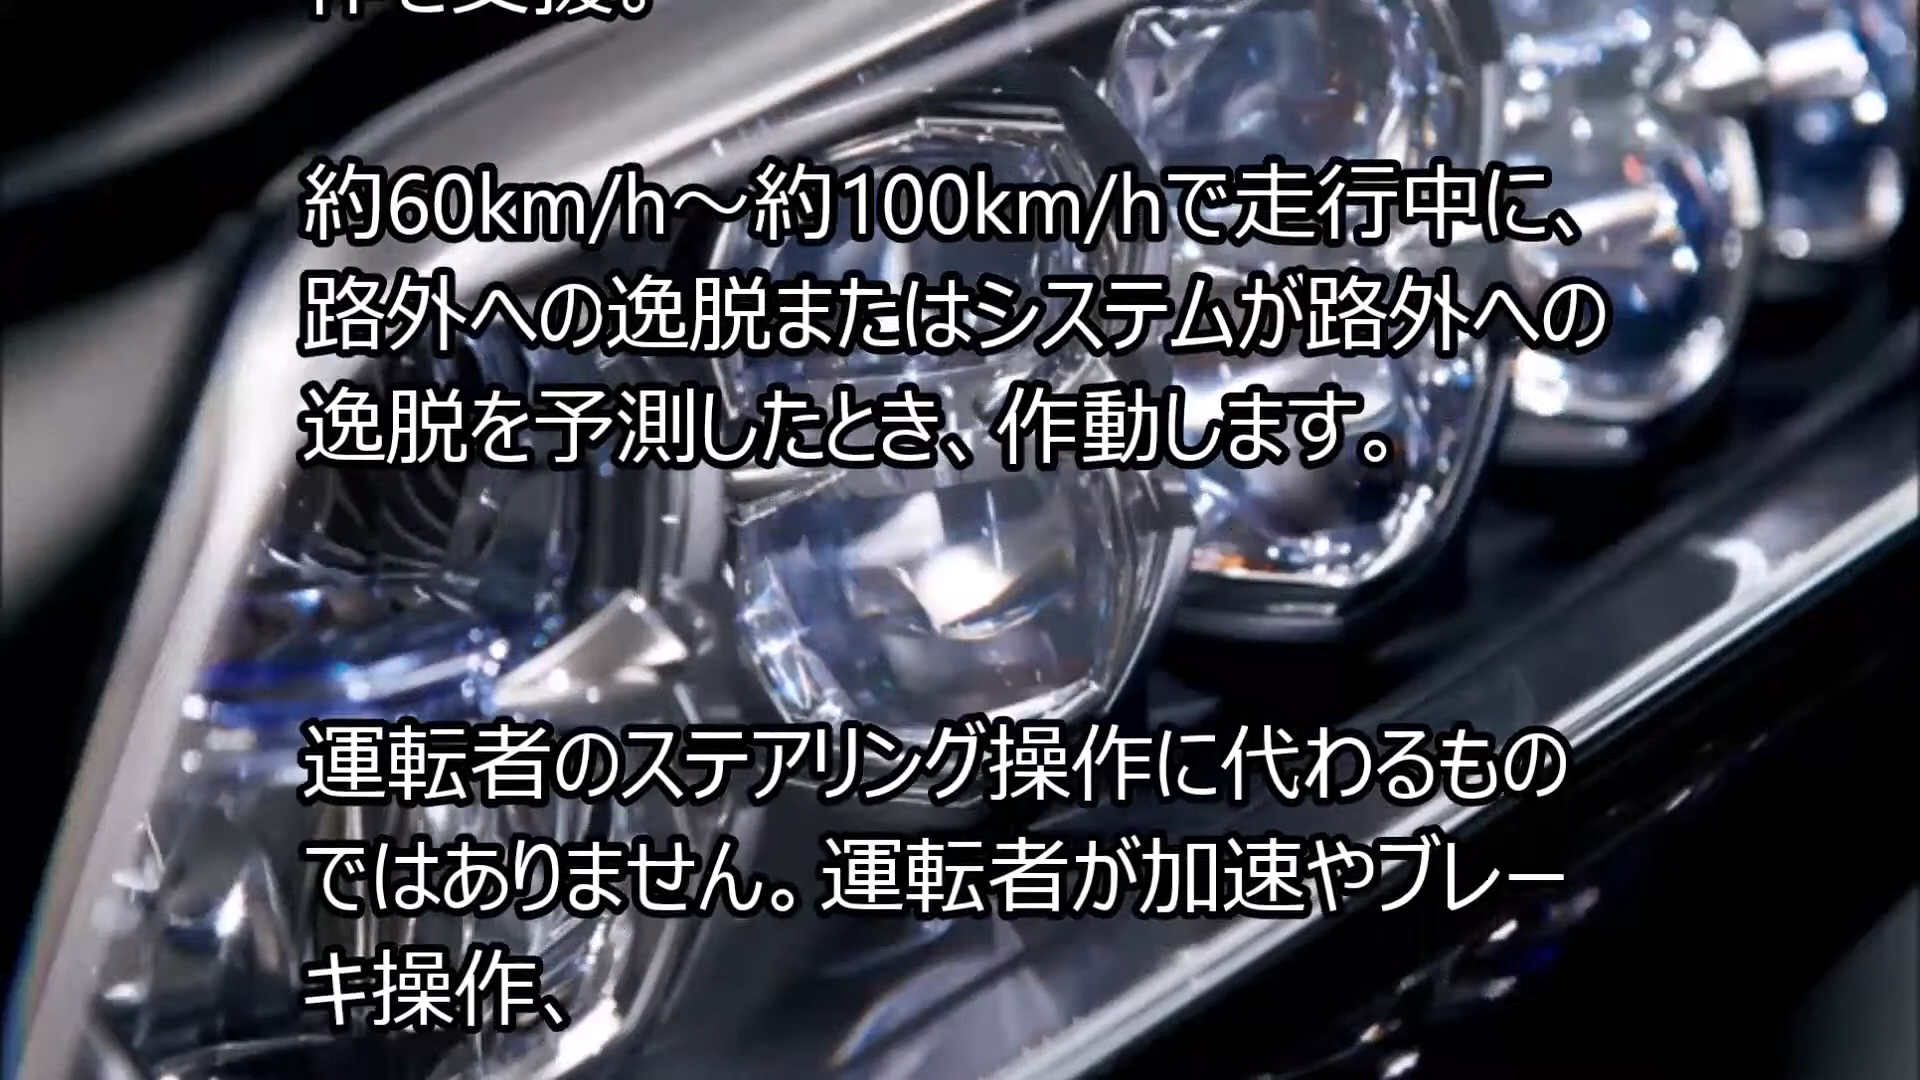 作を支援。
約60km/h～約100km/hで走行中に、
路外への逸脱またはシステムが路外への
逸脱を予測したとき、作動します。
運転者のステアリング操作に代わるもの
ではありません。運転者が加速やブレー
キ操作、